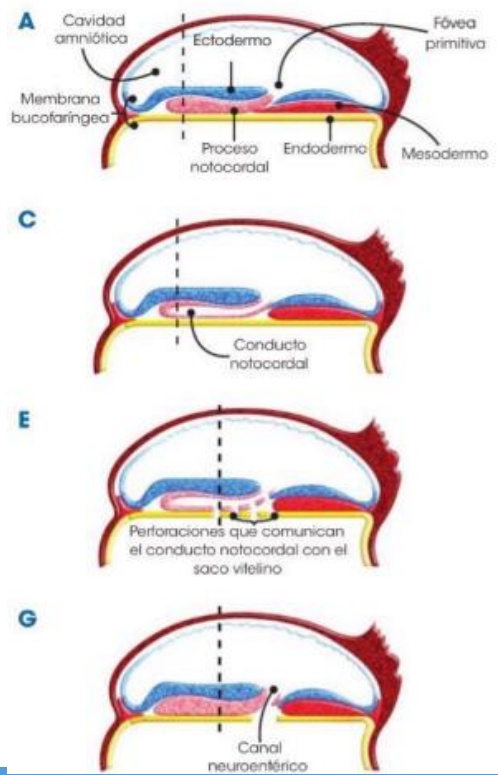 A
Cavidad
amniótica
Ectodermo
Fóvea
primitiva
Membrana
bucofaríngea
Proceso
notocordal
Endodermo
Mesodermo
C
Conducto
notocordal
E
Perforaciones que comunican
el conducto notocordal con el
saco vitelino
G
Canal
neuroentérico